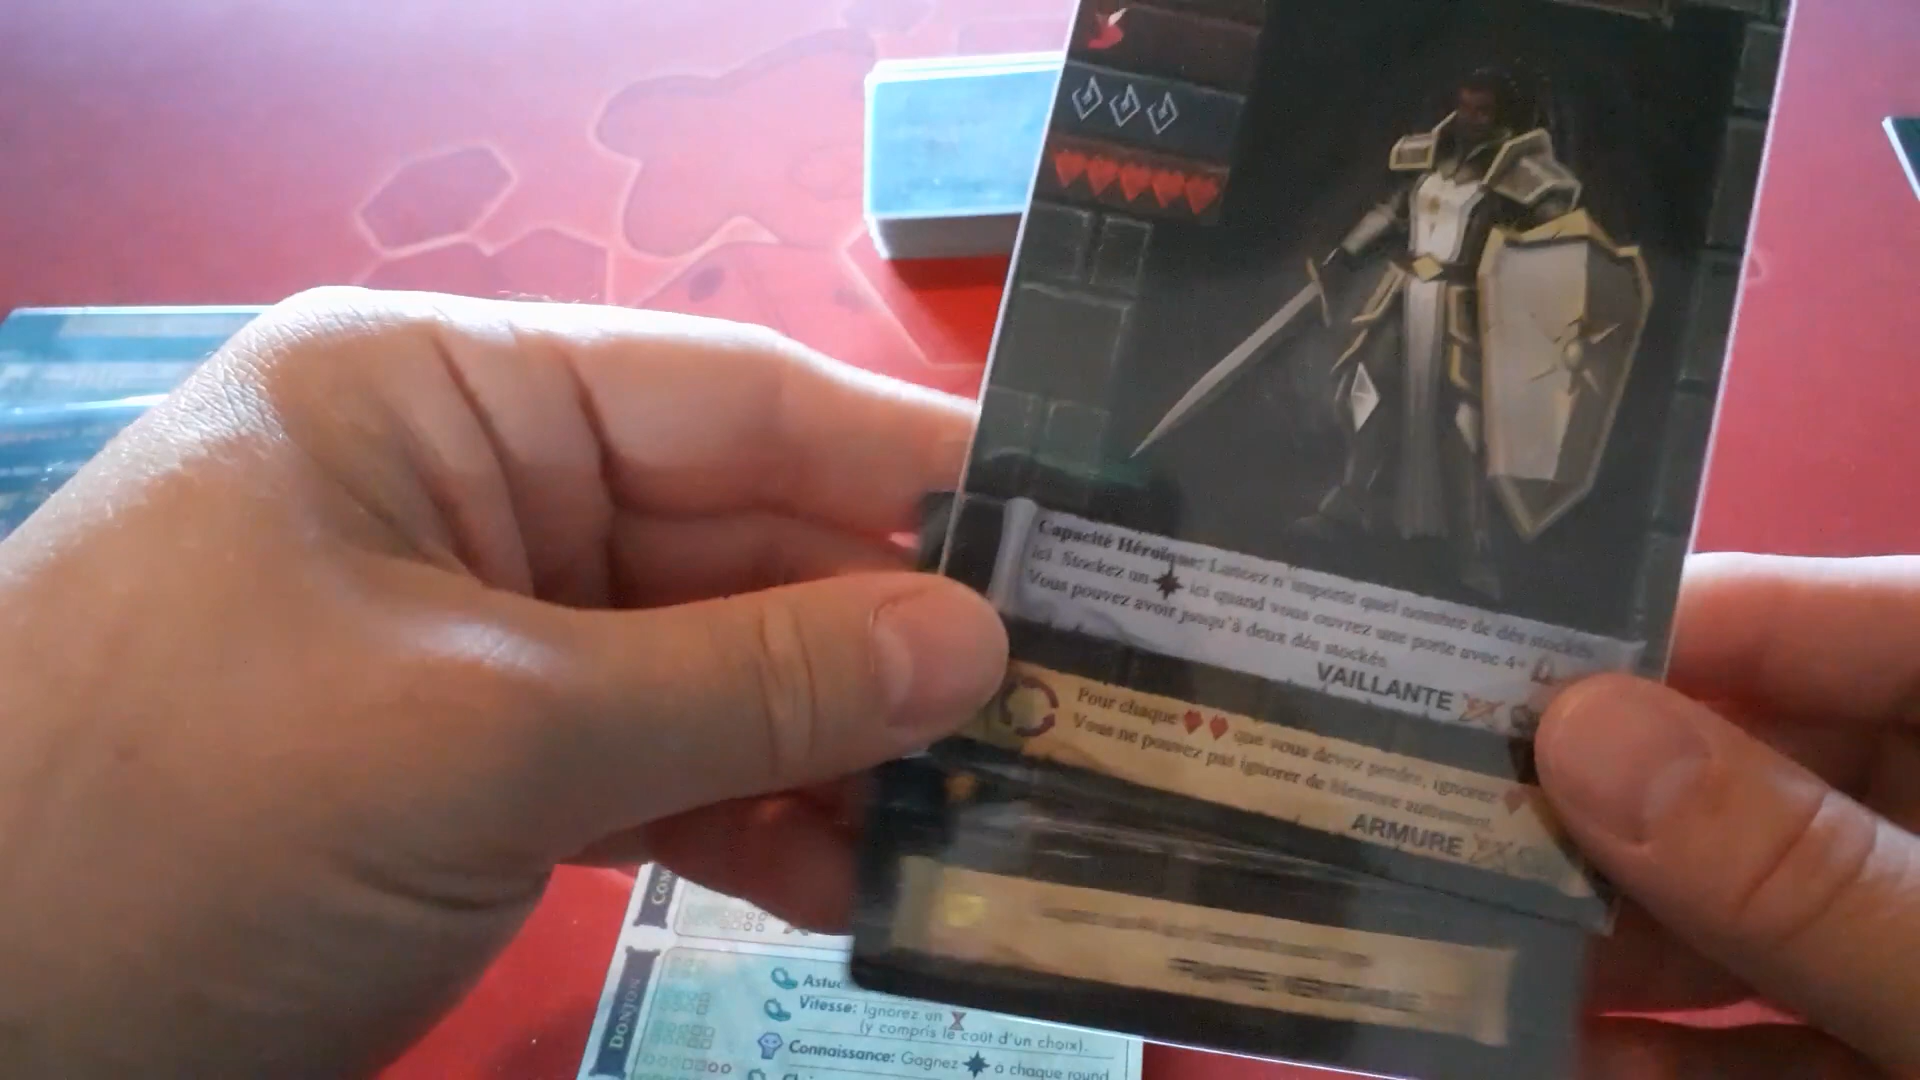 Capacité Héroïque: Lancez n'importe quel nombre de dés stockés
ici. Stockez un ici quand vous ouvrez une porte avec 4+
Vous pouvez avoir jusqu'à deux dés stockés.
VAILLANTE
Pour chaque que vous devez perdre, ignorez
Vous ne pouvez pas ignorer de blessure autrement.
ARMURE
COM
DONJON
Astuc
Vitesse: Ignorez un
(y compris le coût d'un choix).
Connaissance: Gagnez à chaque round